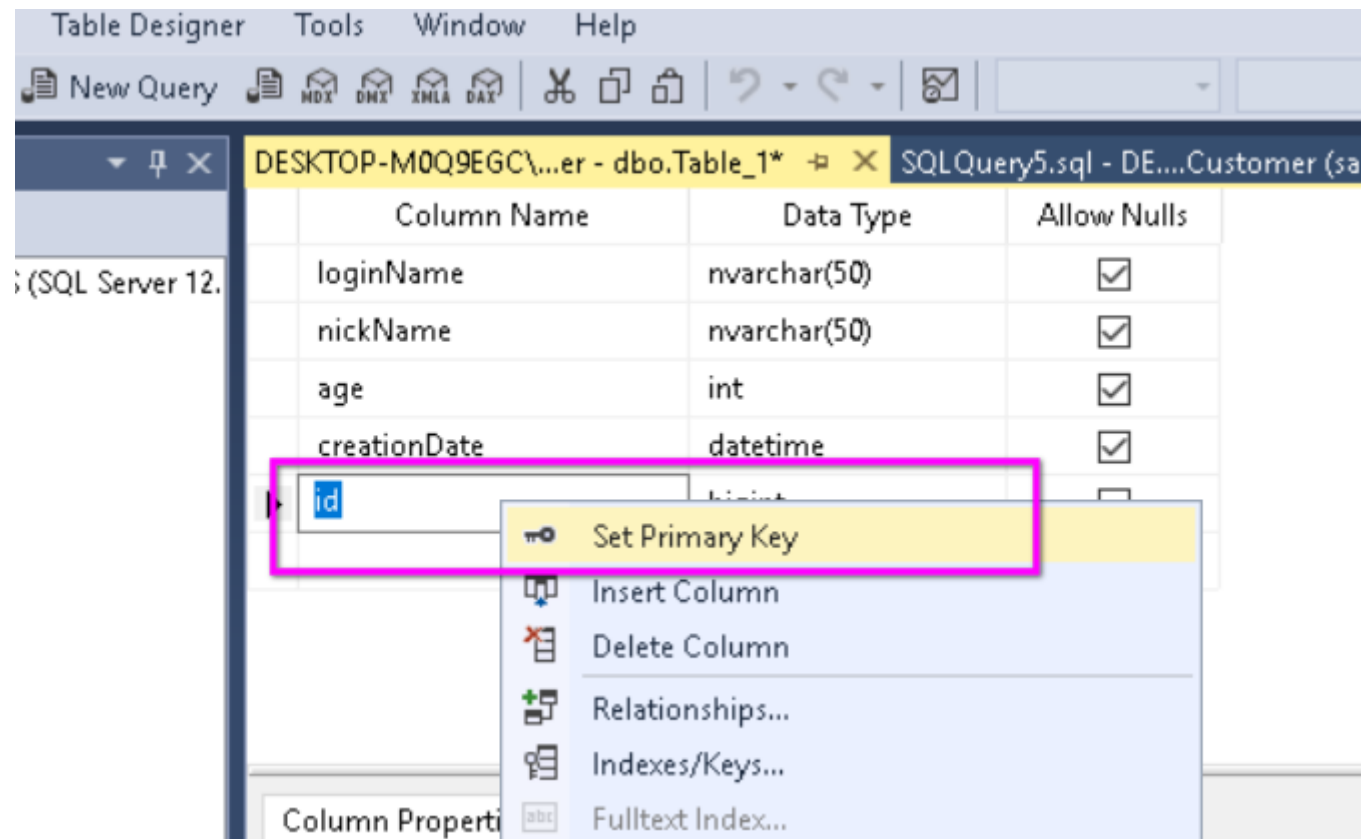 Table Designer Tools Window Help
New Query MDX DMX XMLA DAX
DESKTOP-M0Q9EGC\...er - dbo.Table_1* SQLQuery5.sql - DE....Customer (sa
Column Name Data Type Allow Nulls
(SQL Server 12.
loginName nvarchar(50)
nickName nvarchar(50)
age int
creationDate datetime
id bigint
Set Primary Key
Insert Column
Delete Column
Relationships...
Indexes/Keys...
Column Properti
abc Fulltext Index...